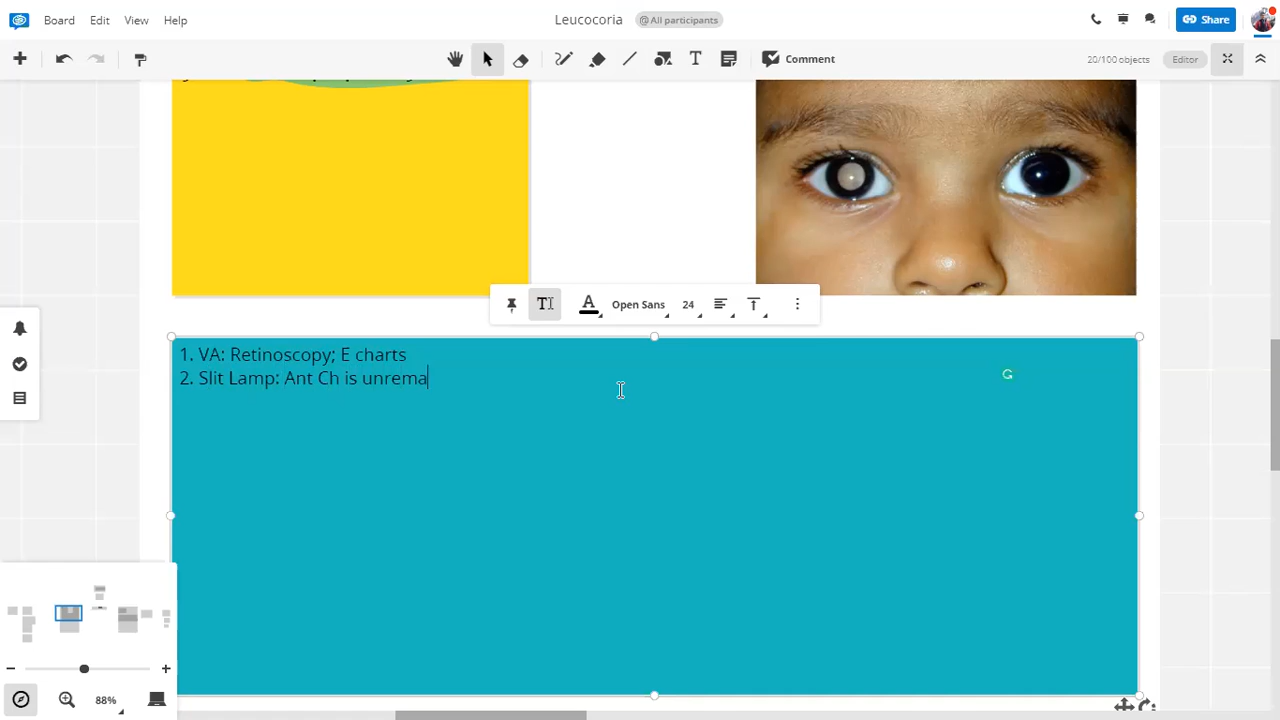 Board Edit View Help
Leucocoria @ All participants
Share
Comment
20/100 objects
Editor
Open Sans
24
1. VA: Retinoscopy; E charts
2. Slit Lamp: Ant Ch is unrema
88%